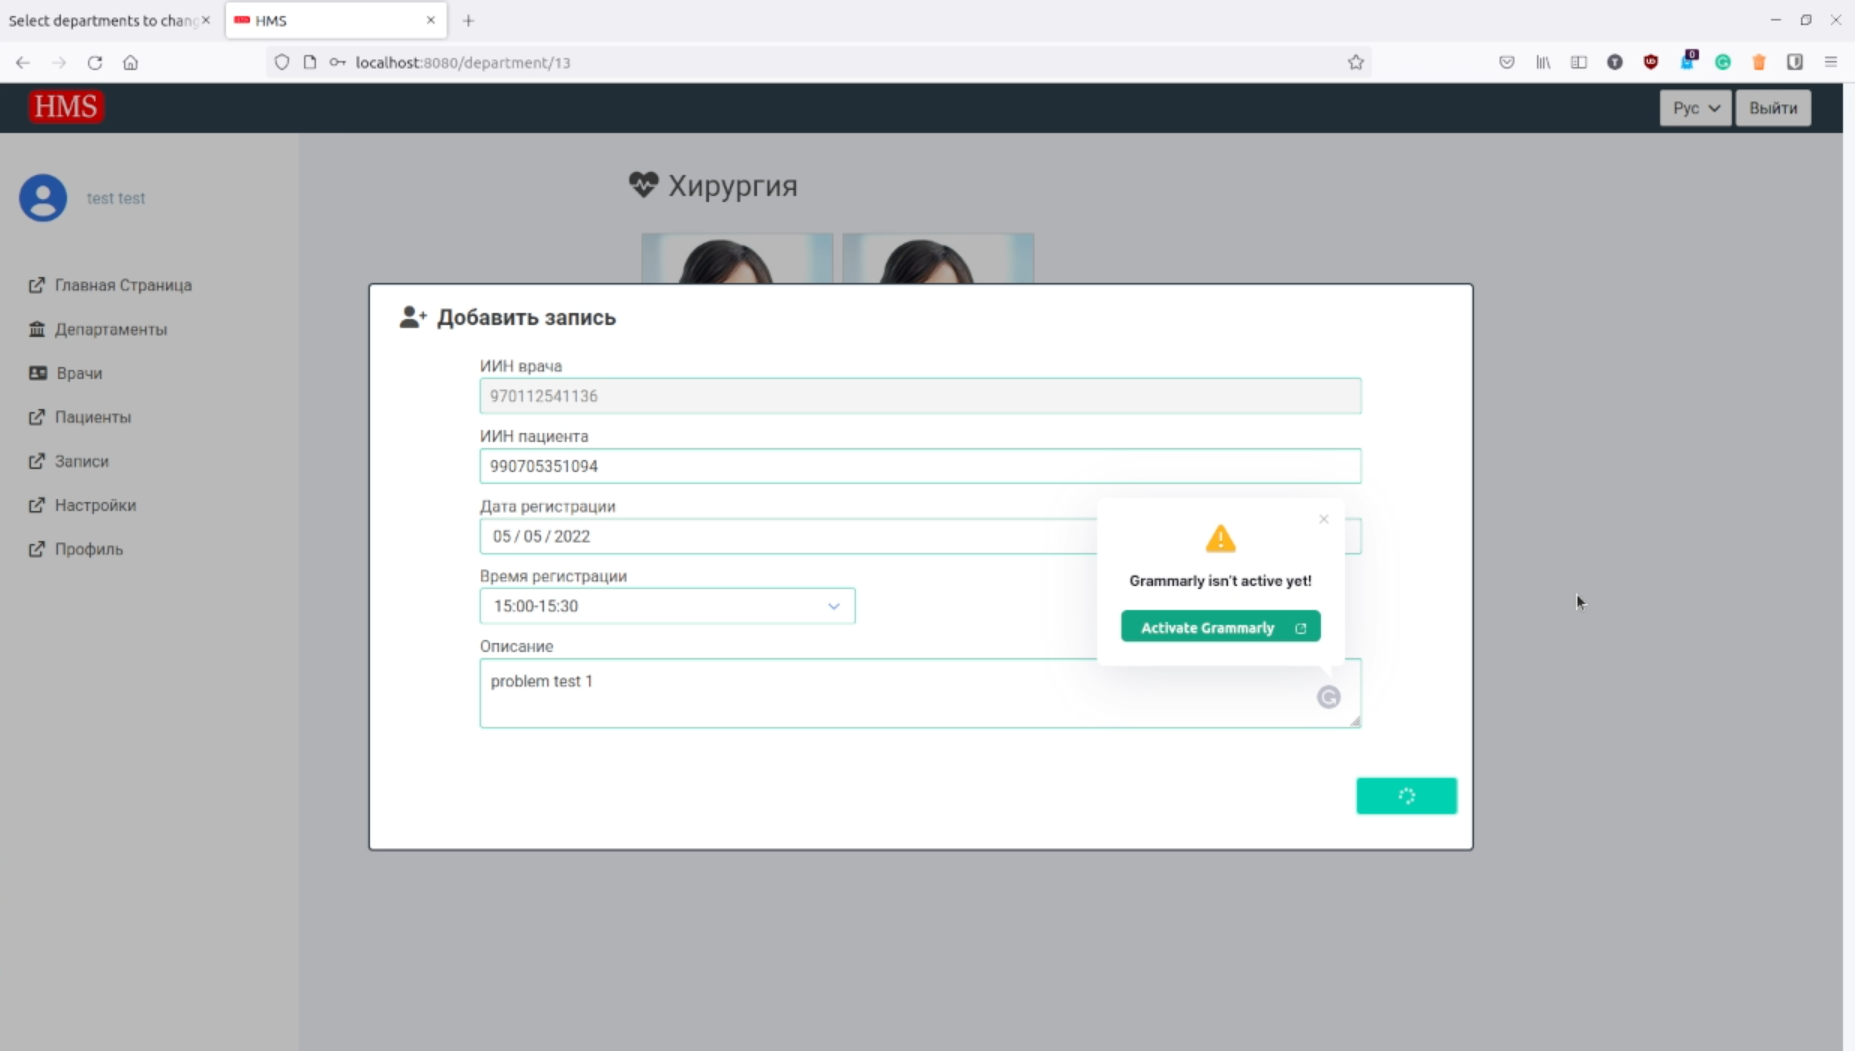 Select departments to chang
HMS
localhost:8080/department/13
0
HMS
Рус
Выйти
test test
Хирургия
Главная Страница
Департаменты
Врачи
Пациенты
Записи
Настройки
Профиль
Добавить запись
ИИН врача
970112541136
ИИН пациента
990705351094
Дата регистрации
05 / 05 / 2022
Время регистрации
15:00-15:30
Описание
problem test 1
Grammarly isn't active yet!
Activate Grammarly